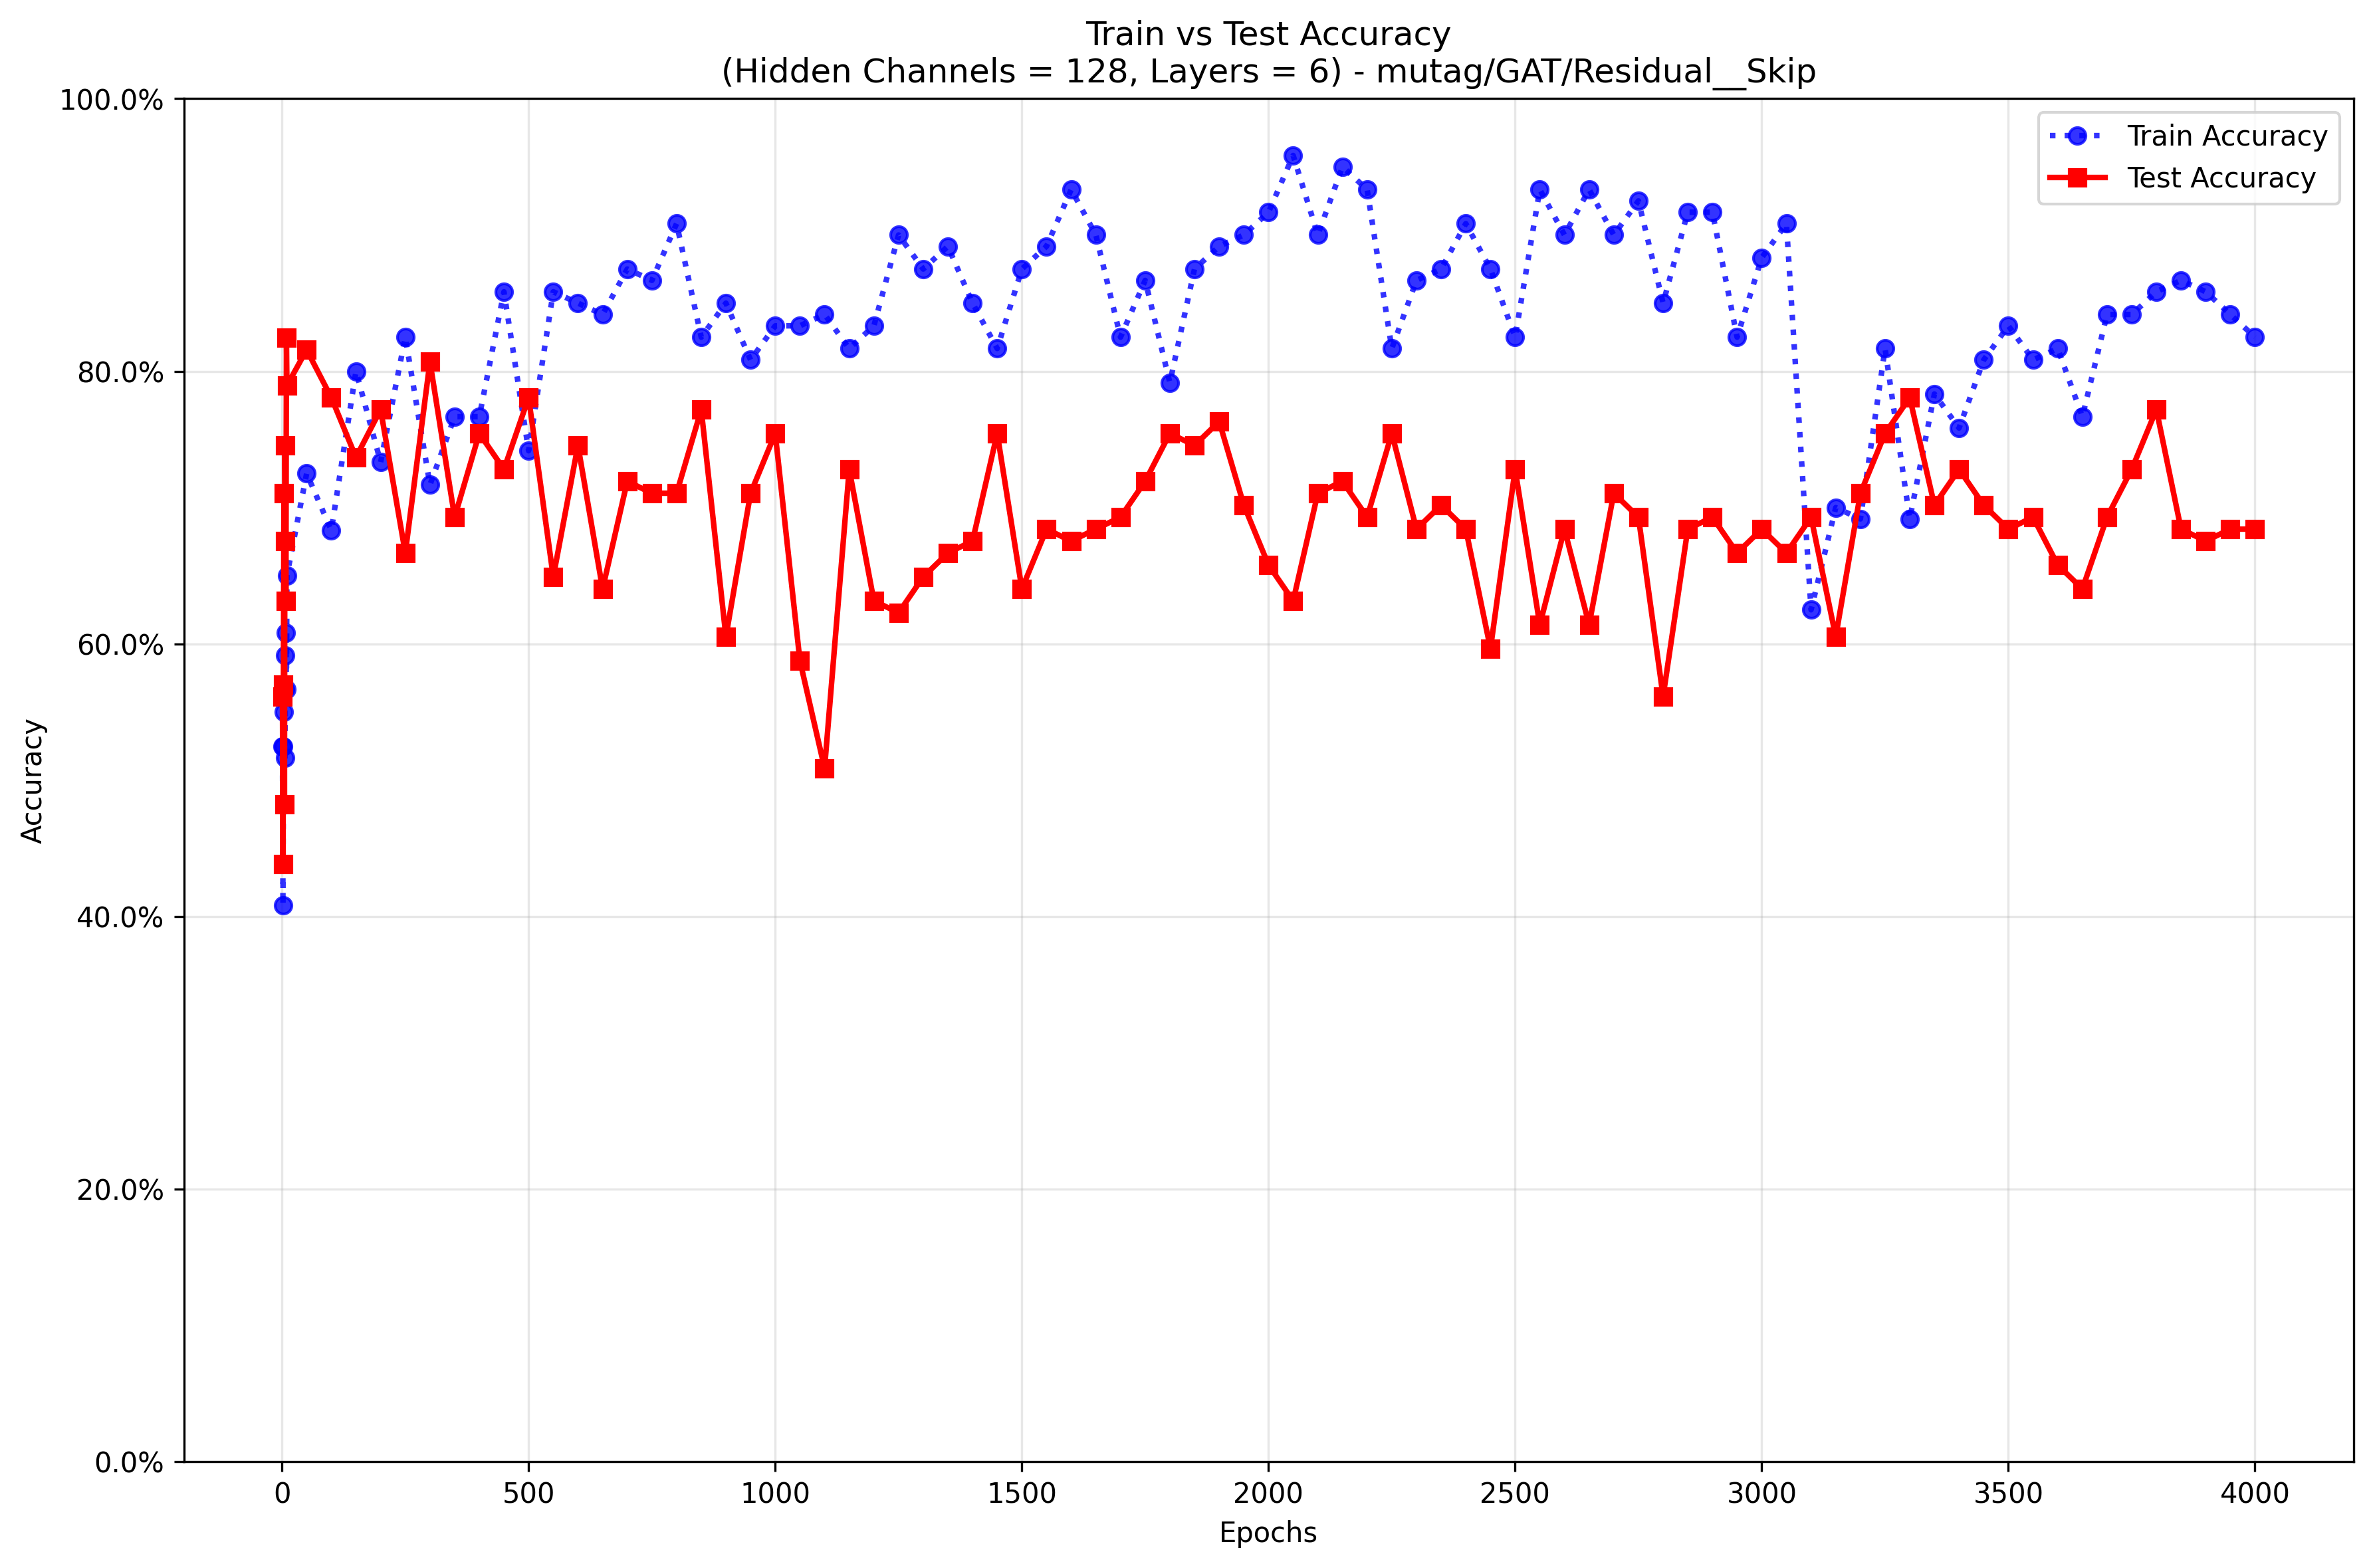 Train vs Test Accuracy
(Hidden Channels = 128, Layers = 6) - mutag/GAT/Residual__Skip
100.0%
80.0%
60.0%
40.0%
20.0%
0.0%
Accuracy
Train Accuracy
Test Accuracy
0 500 1000 1500 2000 2500 3000 3500 4000
Epochs